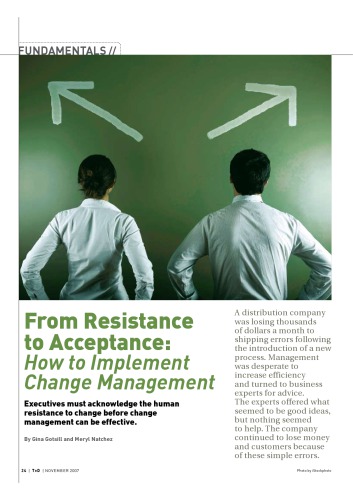 FUNDAMENTALS //
From Resistance
to Acceptance:
How to Implement
Change Management
Executives must acknowledge the human
resistance to change before change
management can be effective.
By Gina Gotsill and Meryl Natchez
A distribution company
was losing thousands
of dollars a month to
shipping errors following
the introduction of a new
process. Management
was desperate to
increase efficiency
and turned to business
experts for advice.
The experts offered what
seemed to be good ideas,
but nothing seemed
to help. The company
continued to lose money
and customers because
of these simple errors.
24 | T+D | NOVEMBER 2007
Photo by iStockphoto